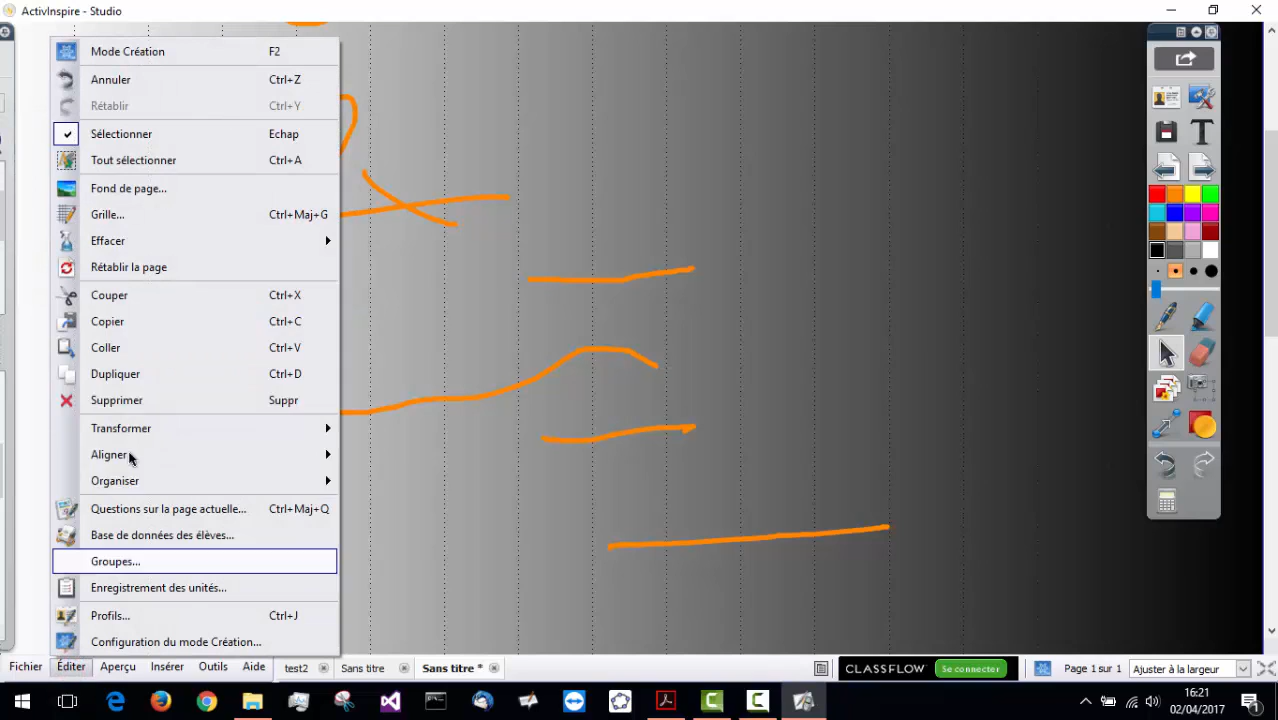 ActivInspire - Studio
Mode Création F2
Annuler Ctrl+Z
Rétablir Ctrl+Y
Sélectionner Echap
Tout sélectionner Ctrl+A
Fond de page...
Grille... Ctrl+Maj+G
Effacer
Rétablir la page
Couper Ctrl+X
Copier Ctrl+C
Coller Ctrl+V
Dupliquer Ctrl+D
Supprimer Suppr
Transformer
Aligner
Organiser
Questions sur la page actuelle... Ctrl+Maj+Q
Base de données des élèves...
Groupes...
Enregistrement des unités...
Profils... Ctrl+J
Configuration du mode Création...
Fichier Éditer Aperçu Insérer Outils Aide test2 Sans titre Sans titre * CLASSFLOW Se connecter Page 1 sur 1 Ajuster à la largeur
16:21
02/04/2017